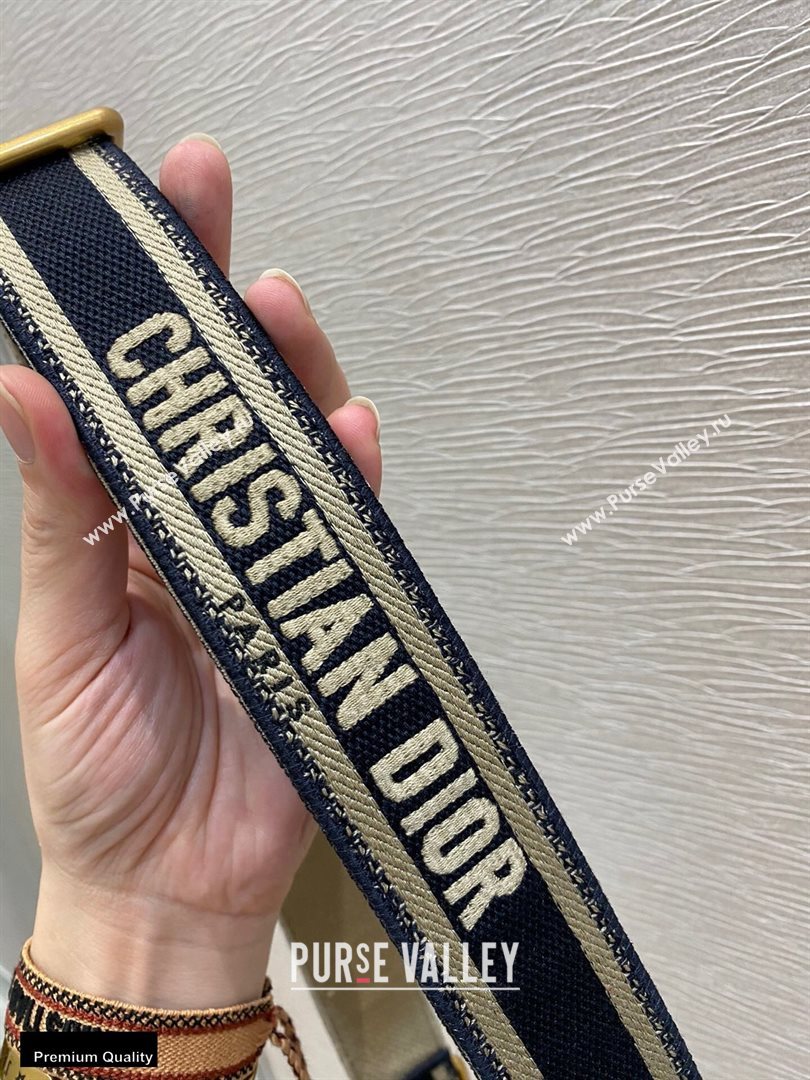 CHRISTIAN DIOR
PARIS
www.PurseValley.ru
www.PurseValley.ru
PURSE VALLEY
Premium Quality